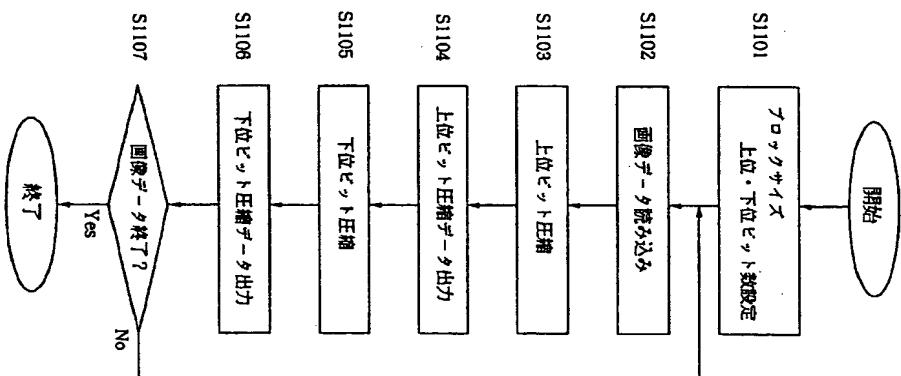 開始
S1101
ブロックサイズ
上位・下位ビット数設定
S1102
画像データ読み込み
S1103
上位ビット圧縮
S1104
上位ビット圧縮データ出力
S1105
下位ビット圧縮
S1106
下位ビット圧縮データ出力
S1107
画像データ終了?
No
Yes
終了